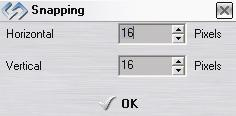 Snapping
Horizontal 16 Pixels
Vertical 16 Pixels
OK